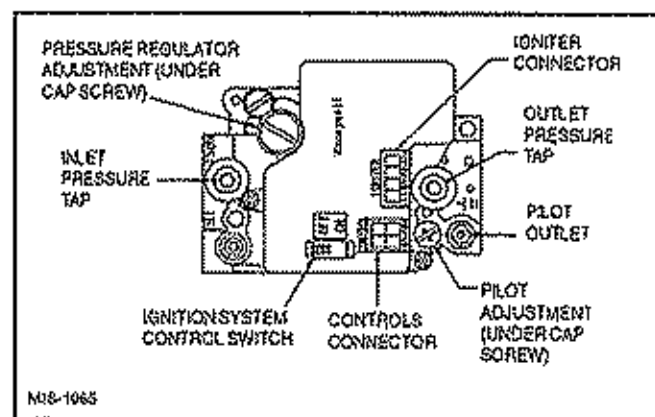 PRESSURE REGULATOR
ADJUSTMENT (UNDER
CAP SCREW)
IGNITER
CONNECTOR
OUTLET
PRESSURE
TAP
INLET
PRESSURE
TAP
PILOT
OUTLET
IGNITION SYSTEM
CONTROL SWITCH
CONTROLS
CONNECTOR
PILOT
ADJUSTMENT
(UNDER CAP
SCREW)
MIS-1065